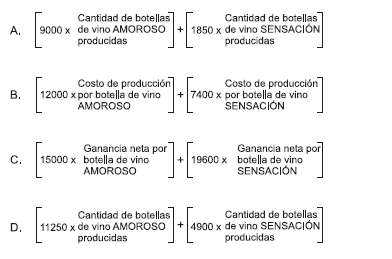 A. [9000 x Cantidad de botellas de vino AMOROSO producidas] + [1850 x Cantidad de botellas de vino SENSACIÓN producidas]
B. [12000 x Costo de producción por botella de vino AMOROSO] + [7400 x Costo de producción por botella de vino SENSACIÓN]
C. [15000 x Ganancia neta por botella de vino AMOROSO] + [19600 x Ganancia neta por botella de vino SENSACIÓN]
D. [11250 x Cantidad de botellas de vino AMOROSO producidas] + [4900 x Cantidad de botellas de vino SENSACIÓN producidas]